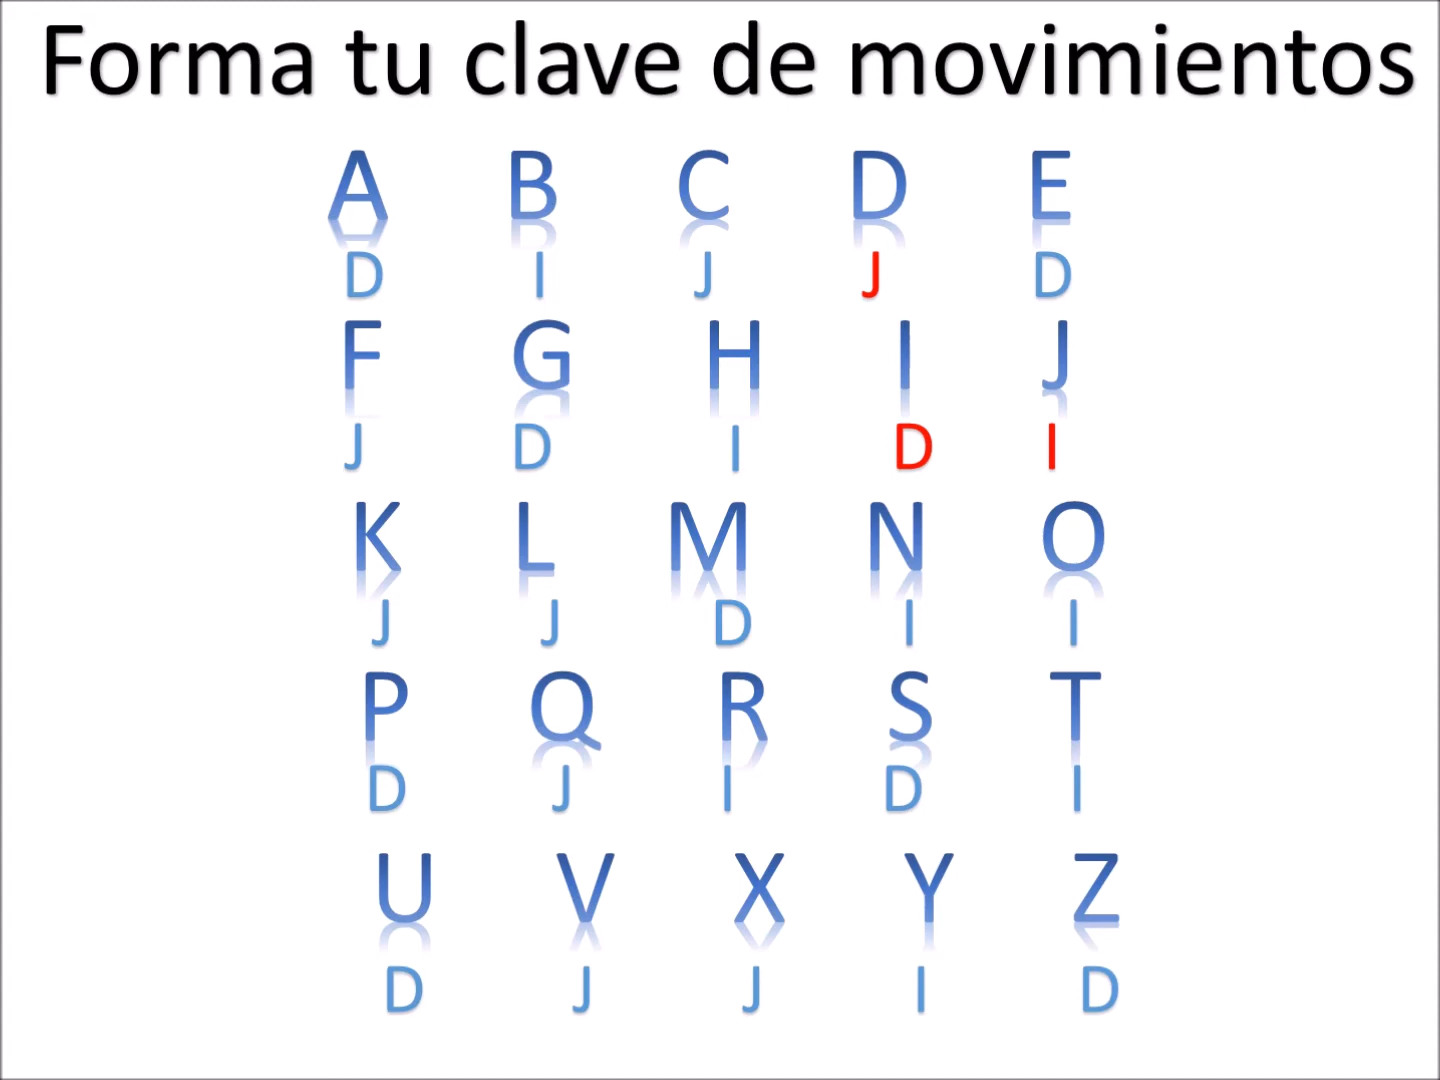 Forma tu clave de movimientos
A B C D E
D I J J D
F G H I J
J D I D I
K L M N O
J J D I I
P Q R S T
D J I D I
U V X Y Z
D J J I D